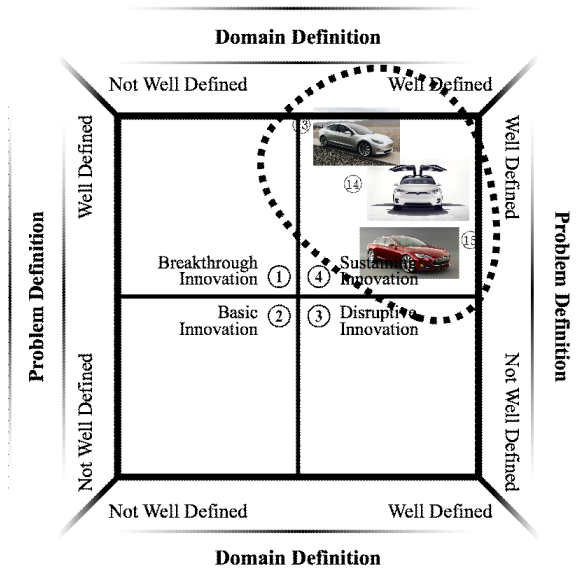 Domain Definition
Not Well Defined
Well Defined
Well Defined
Well Defined
Problem Definition
Problem Definition
13
14
15
Breakthrough
Innovation
1
4
Sustaining
Innovation
Basic
Innovation
2
3
Disruptive
Innovation
Not Well Defined
Not Well Defined
Not Well Defined
Well Defined
Domain Definition